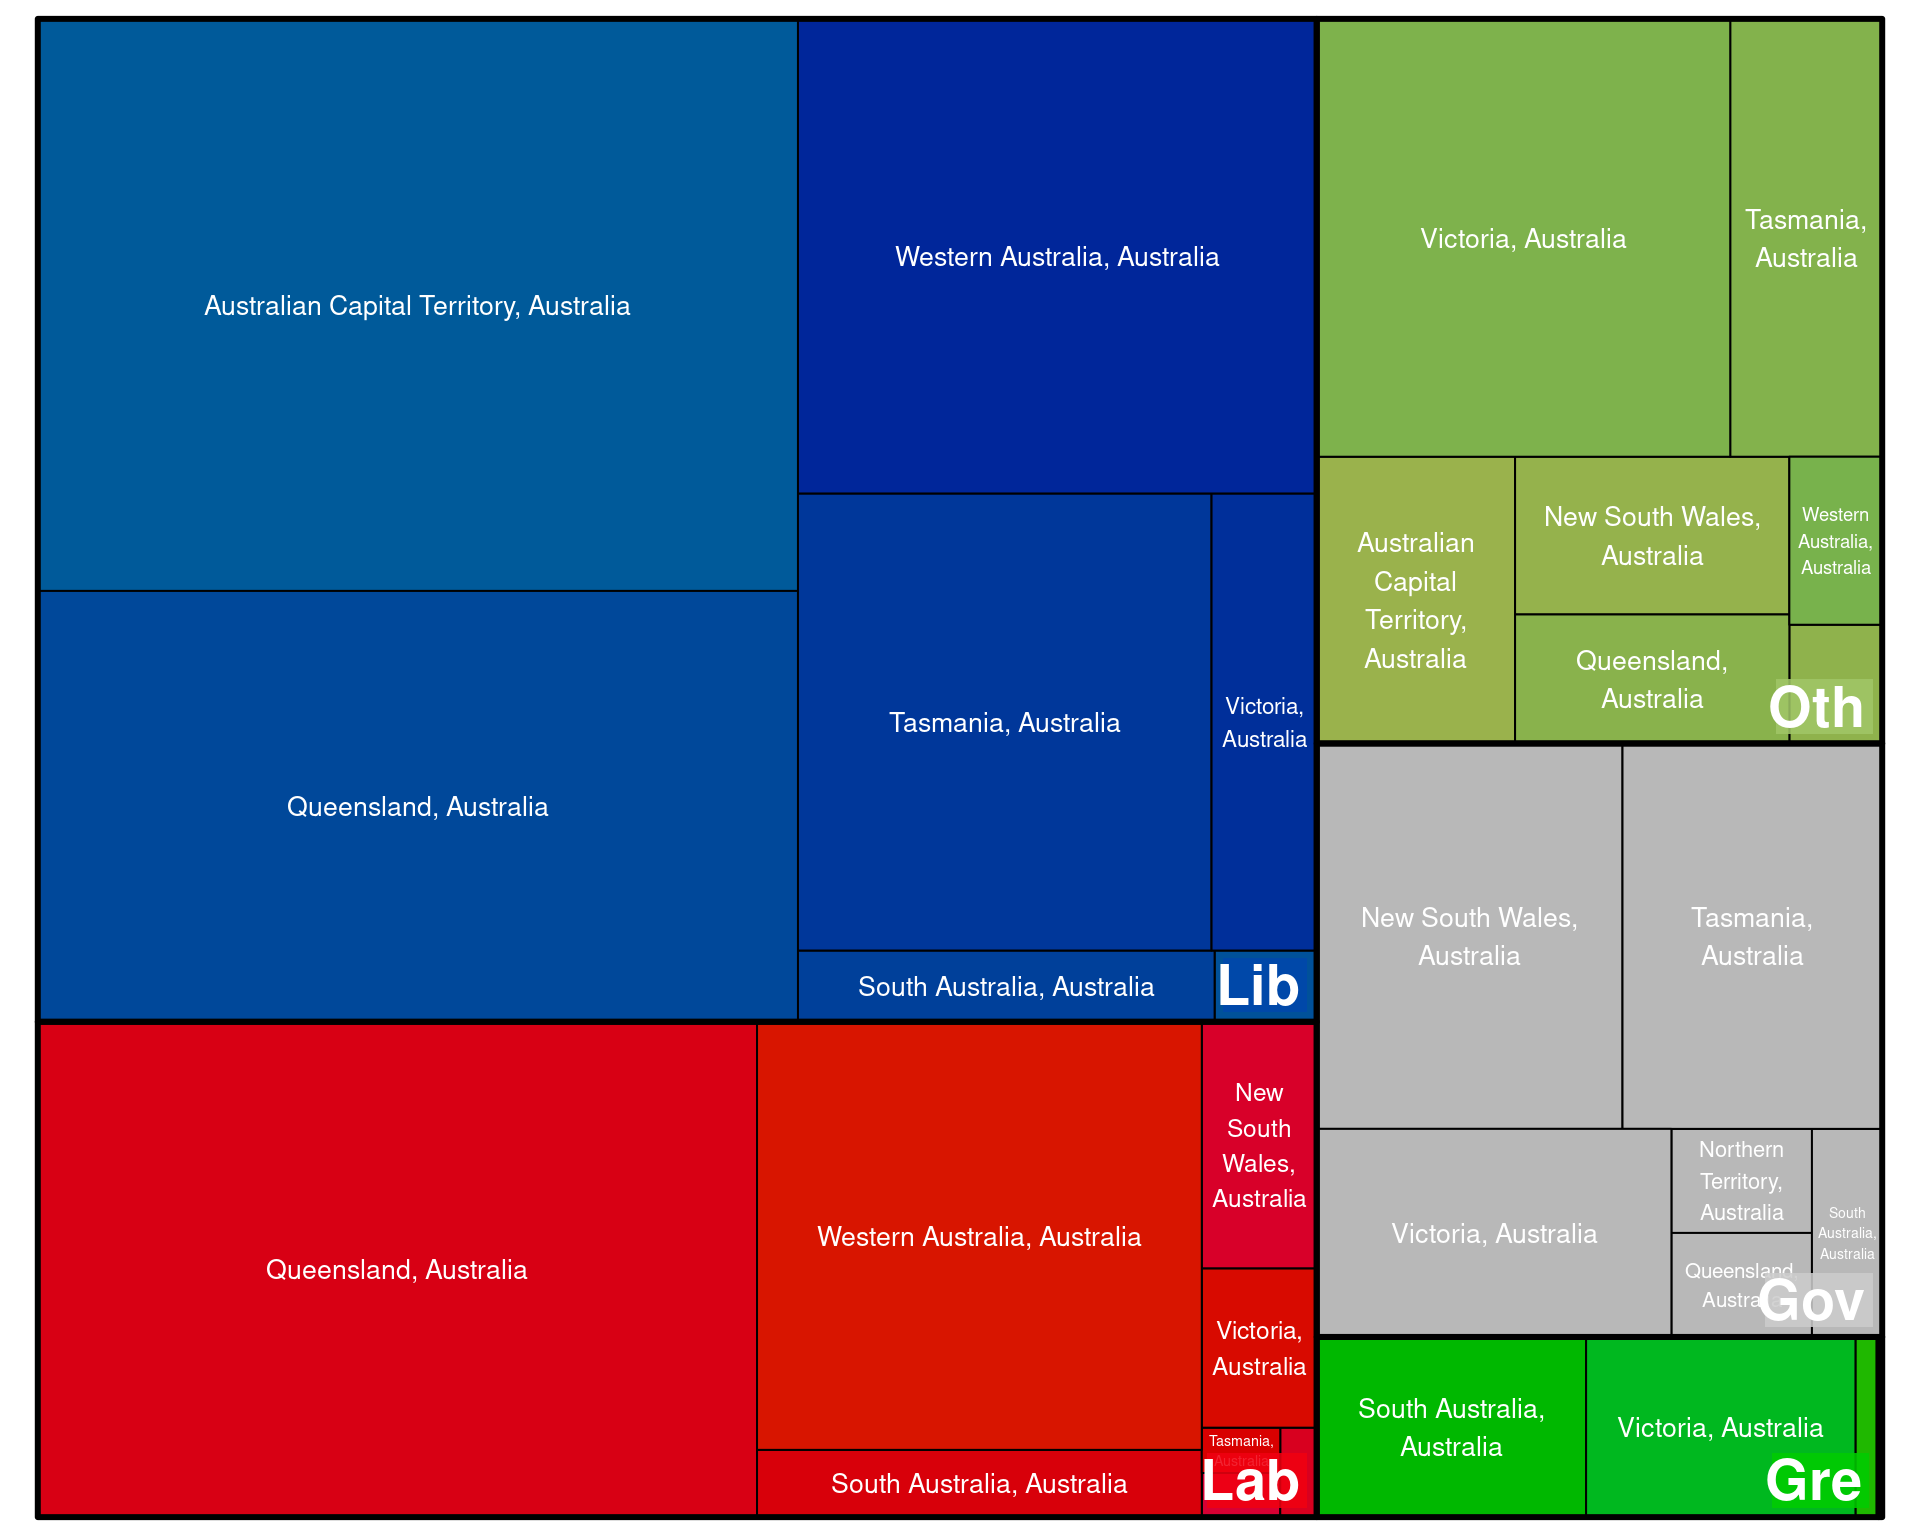 Australian Capital Territory, Australia
Queensland, Australia
Western Australia, Australia
Tasmania, Australia
Victoria,
Australia
South Australia, Australia
Lib
Queensland, Australia
Western Australia, Australia
South Australia, Australia
New
South
Wales,
Australia
Victoria,
Australia
Tasmania,
Australia
Lab
Victoria, Australia
Tasmania,
Australia
Australian
Capital
Territory,
Australia
New South Wales,
Australia
Queensland,
Australia
Western
Australia,
Australia
Oth
New South Wales,
Australia
Tasmania,
Australia
Victoria, Australia
Northern
Territory,
Australia
Queensland,
Australia
South
Australia,
Australia
Gov
South Australia,
Australia
Victoria, Australia
Gre